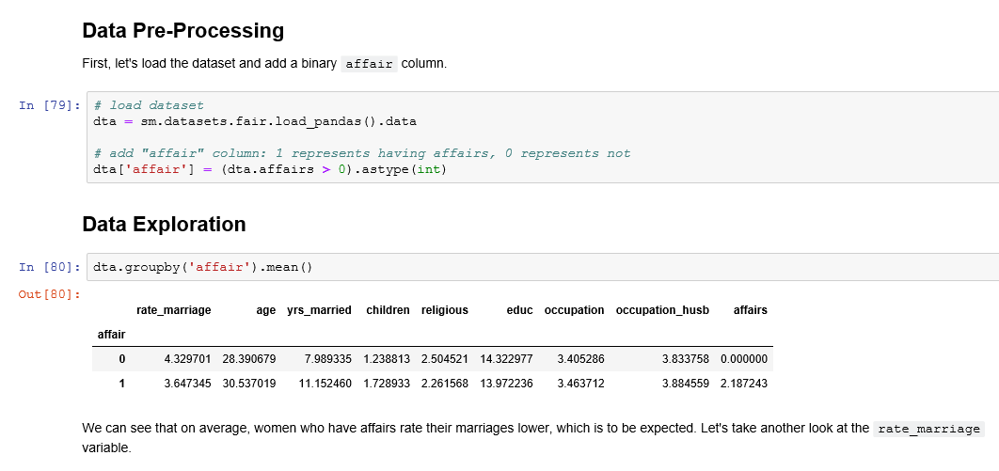 Data Pre-Processing
First, let's load the dataset and add a binary affair column.
In [79]: # load dataset
dta = sm.datasets.fair.load_pandas().data
# add "affair" column: 1 represents having affairs, 0 represents not
dta['affair'] = (dta.affairs > 0).astype(int)
Data Exploration
In [80]: dta.groupby('affair').mean()
Out[80]:
rate_marriage age yrs_married children religious educ occupation occupation_husb affairs
affair
0 4.329701 28.390679 7.989335 1.238813 2.504521 14.322977 3.405286 3.833758 0.000000
1 3.647345 30.537019 11.152460 1.728933 2.261568 13.972236 3.463712 3.884559 2.187243
We can see that on average, women who have affairs rate their marriages lower, which is to be expected. Let's take another look at the rate_marriage
variable.